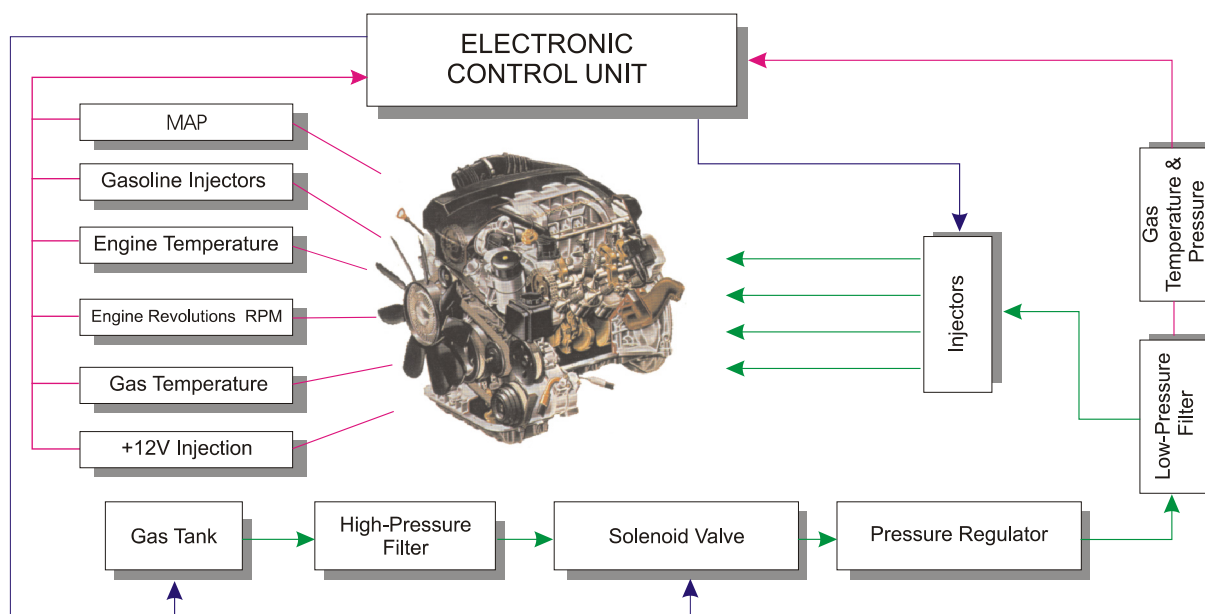 ELECTRONIC
CONTROL UNIT
MAP
Gasoline Injectors
Engine Temperature
Engine Revolutions RPM
Gas Temperature
+12V Injection
Injectors
Gas
Temperature &
Pressure
Low-Pressure
Filter
Gas Tank
High-Pressure
Filter
Solenoid Valve
Pressure Regulator